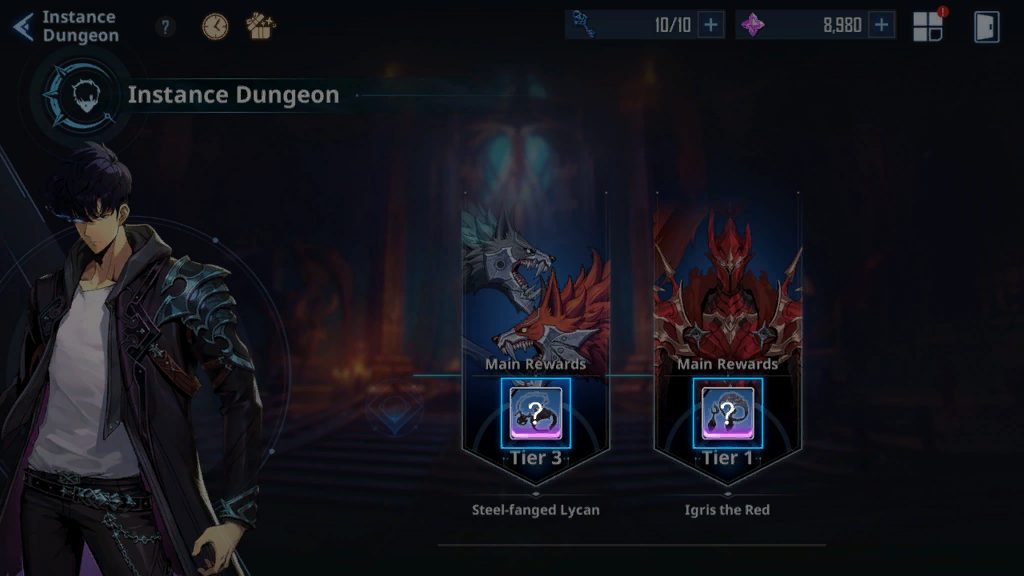 Instance
Dungeon
?
10/10 +
8,980 +
!
Instance Dungeon
Main Rewards
Main Rewards
?
?
Tier 3
Tier 1
Steel-fanged Lycan
Igris the Red